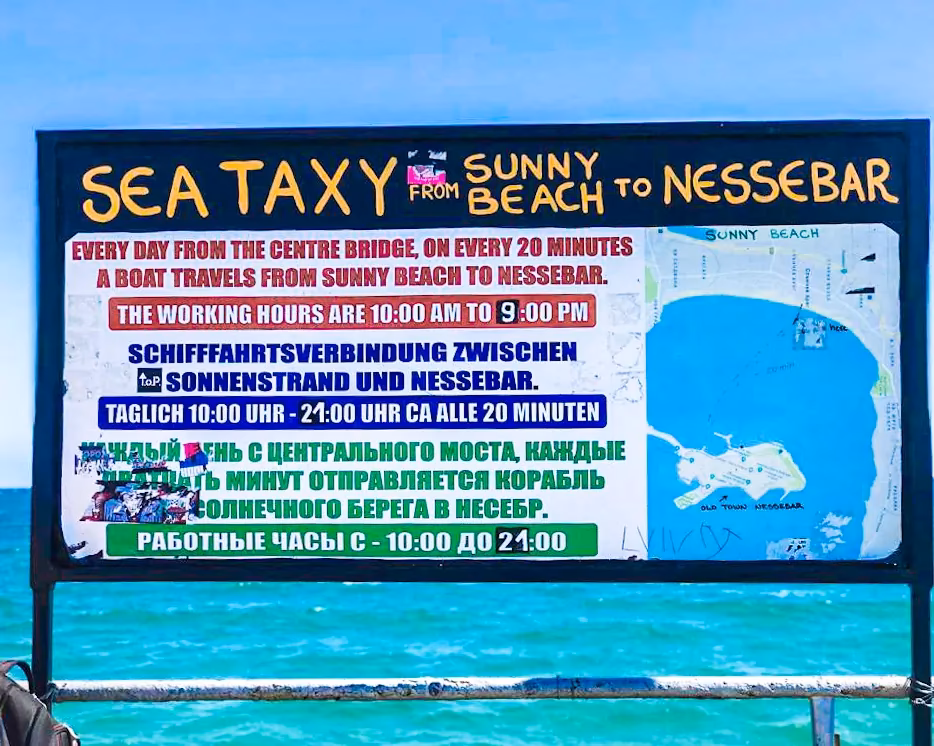 SEA TAXY FROM SUNNY BEACH TO NESSEBAR
EVERY DAY FROM THE CENTRE BRIDGE, ON EVERY 20 MINUTES
A BOAT TRAVELS FROM SUNNY BEACH TO NESSEBAR.
THE WORKING HOURS ARE 10:00 AM TO 9:00 PM
SCHIFFFAHRTSVERBINDUNG ZWISCHEN
SONNENSTRAND UND NESSEBAR.
TAGLICH 10:00 UHR - 21:00 UHR CA ALLE 20 MINUTEN
С ЦЕНТРАЛЬНОГО МОСТА, КАЖДЫЕ
МИНУТ ОТПРАВЛЯЕТСЯ КОРАБЛЬ
СОЛНЕЧНОГО БЕРЕГА В НЕСЕБР.
РАБОТНЫЕ ЧАСЫ С - 10:00 ДО 21:00
SUNNY BEACH
here
20 min
OLD TOWN NESSEBAR